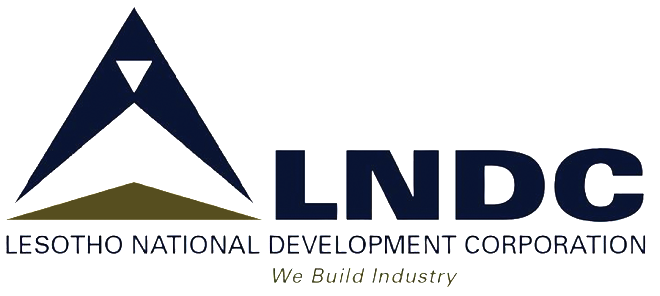 LNDC
LESOTHO NATIONAL DEVELOPMENT CORPORATION
We Build Industry